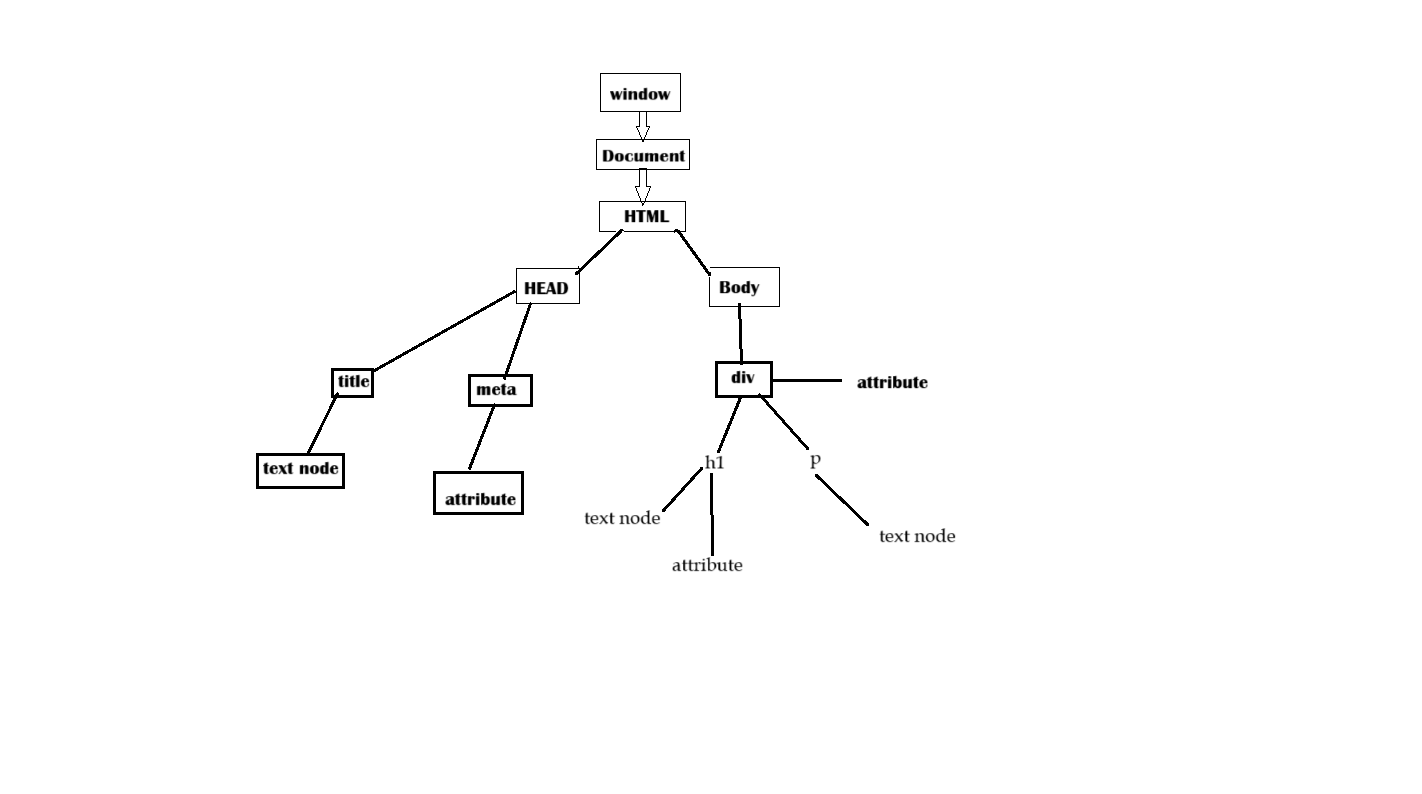 window
Document
HTML
HEAD
Body
title
meta
div
attribute
h1
p
text node
attribute
text node
text node
attribute